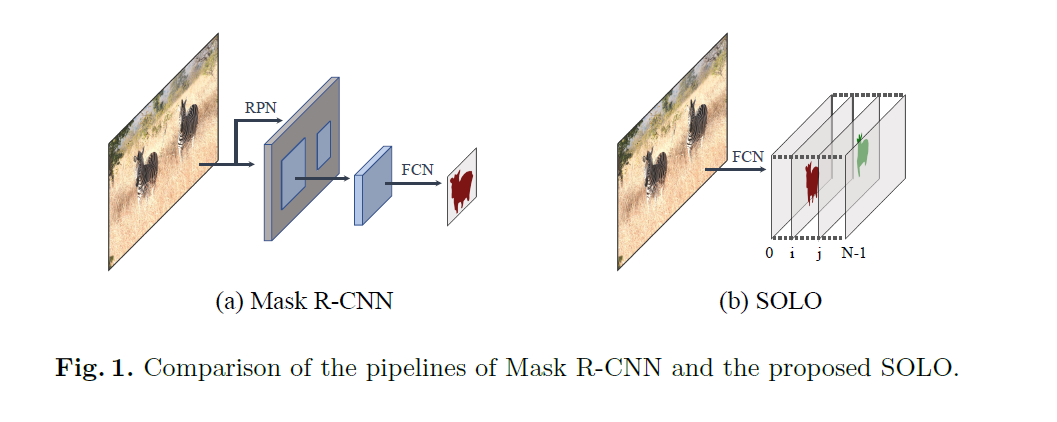 RPN
FCN
FCN
0 i j N-1
(a) Mask R-CNN
(b) SOLO
Fig. 1. Comparison of the pipelines of Mask R-CNN and the proposed SOLO.